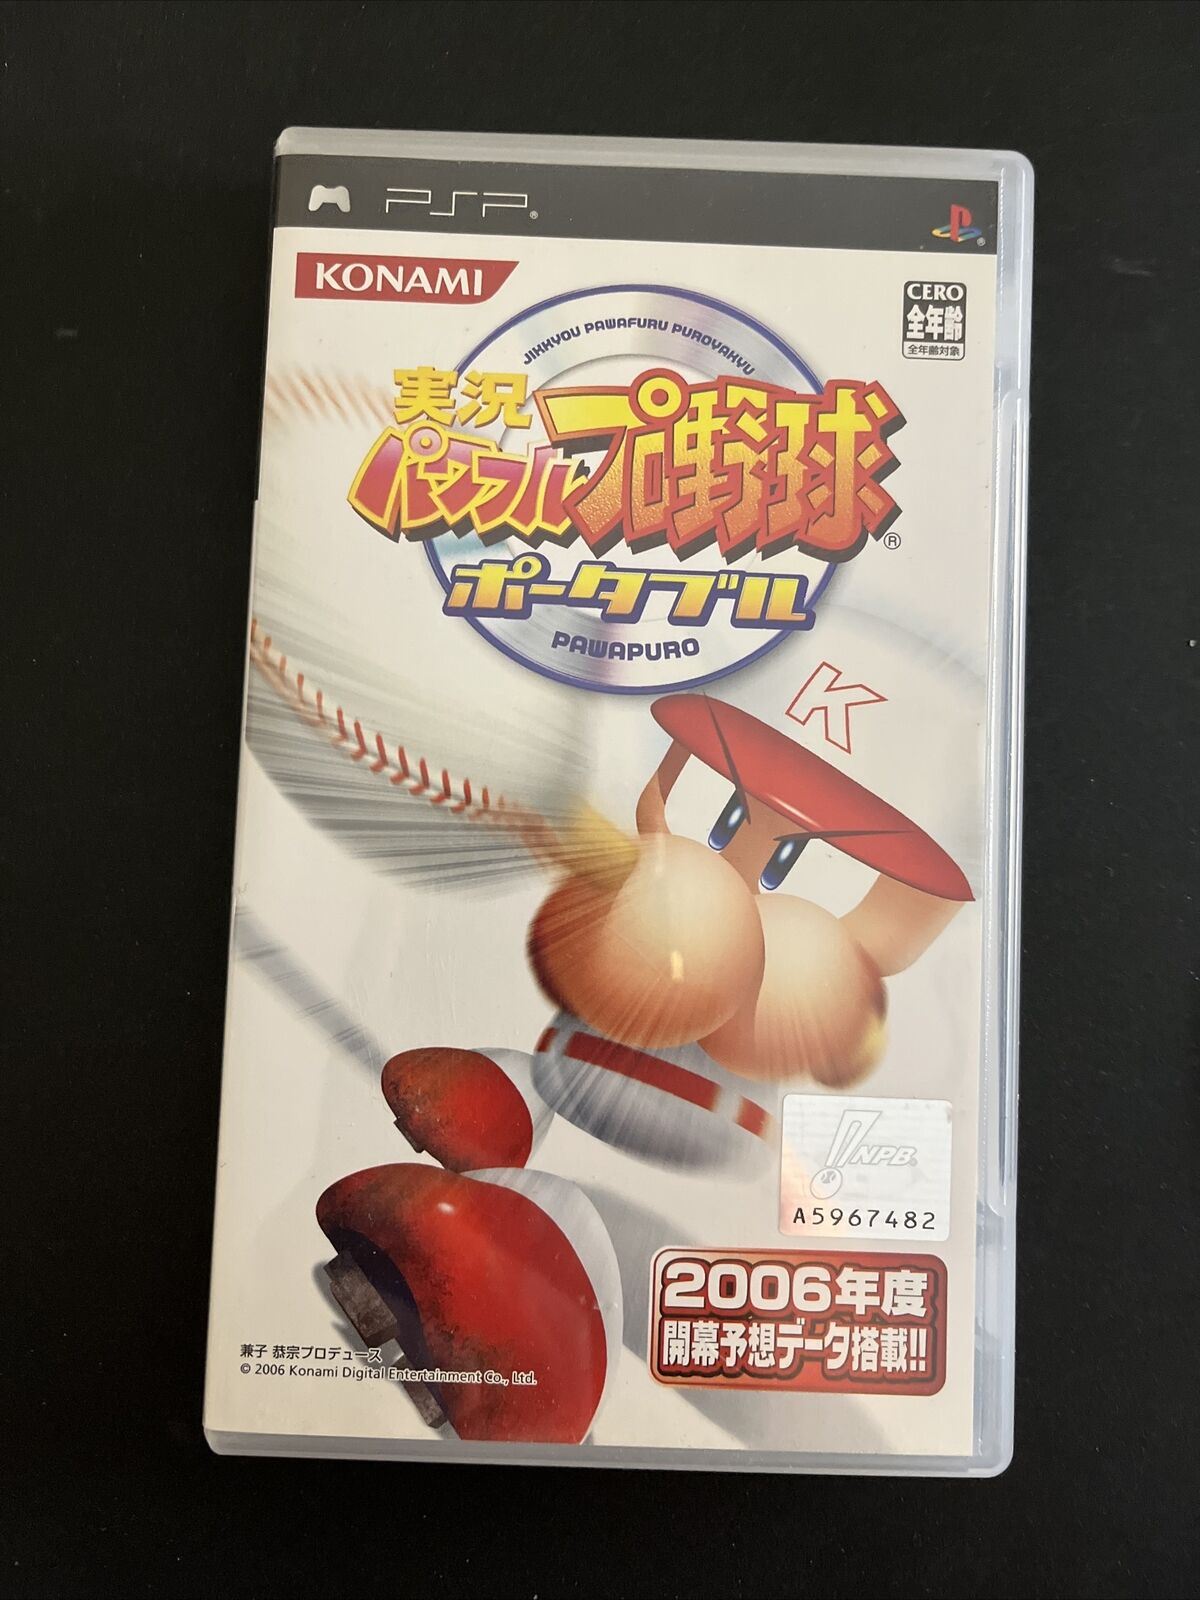 PSP®
KONAMI
CERO
全年齢
全年齢対象
JIKKYOU PAWAFURU PUROYAKYU
実況
パワフルプロ野球®
ポータブル
PAWAPURO
K
NPB
A5967482
2006年度
開幕予想データ搭載!!
兼子 恭宗プロデュース
© 2006 Konami Digital Entertainment Co., Ltd.